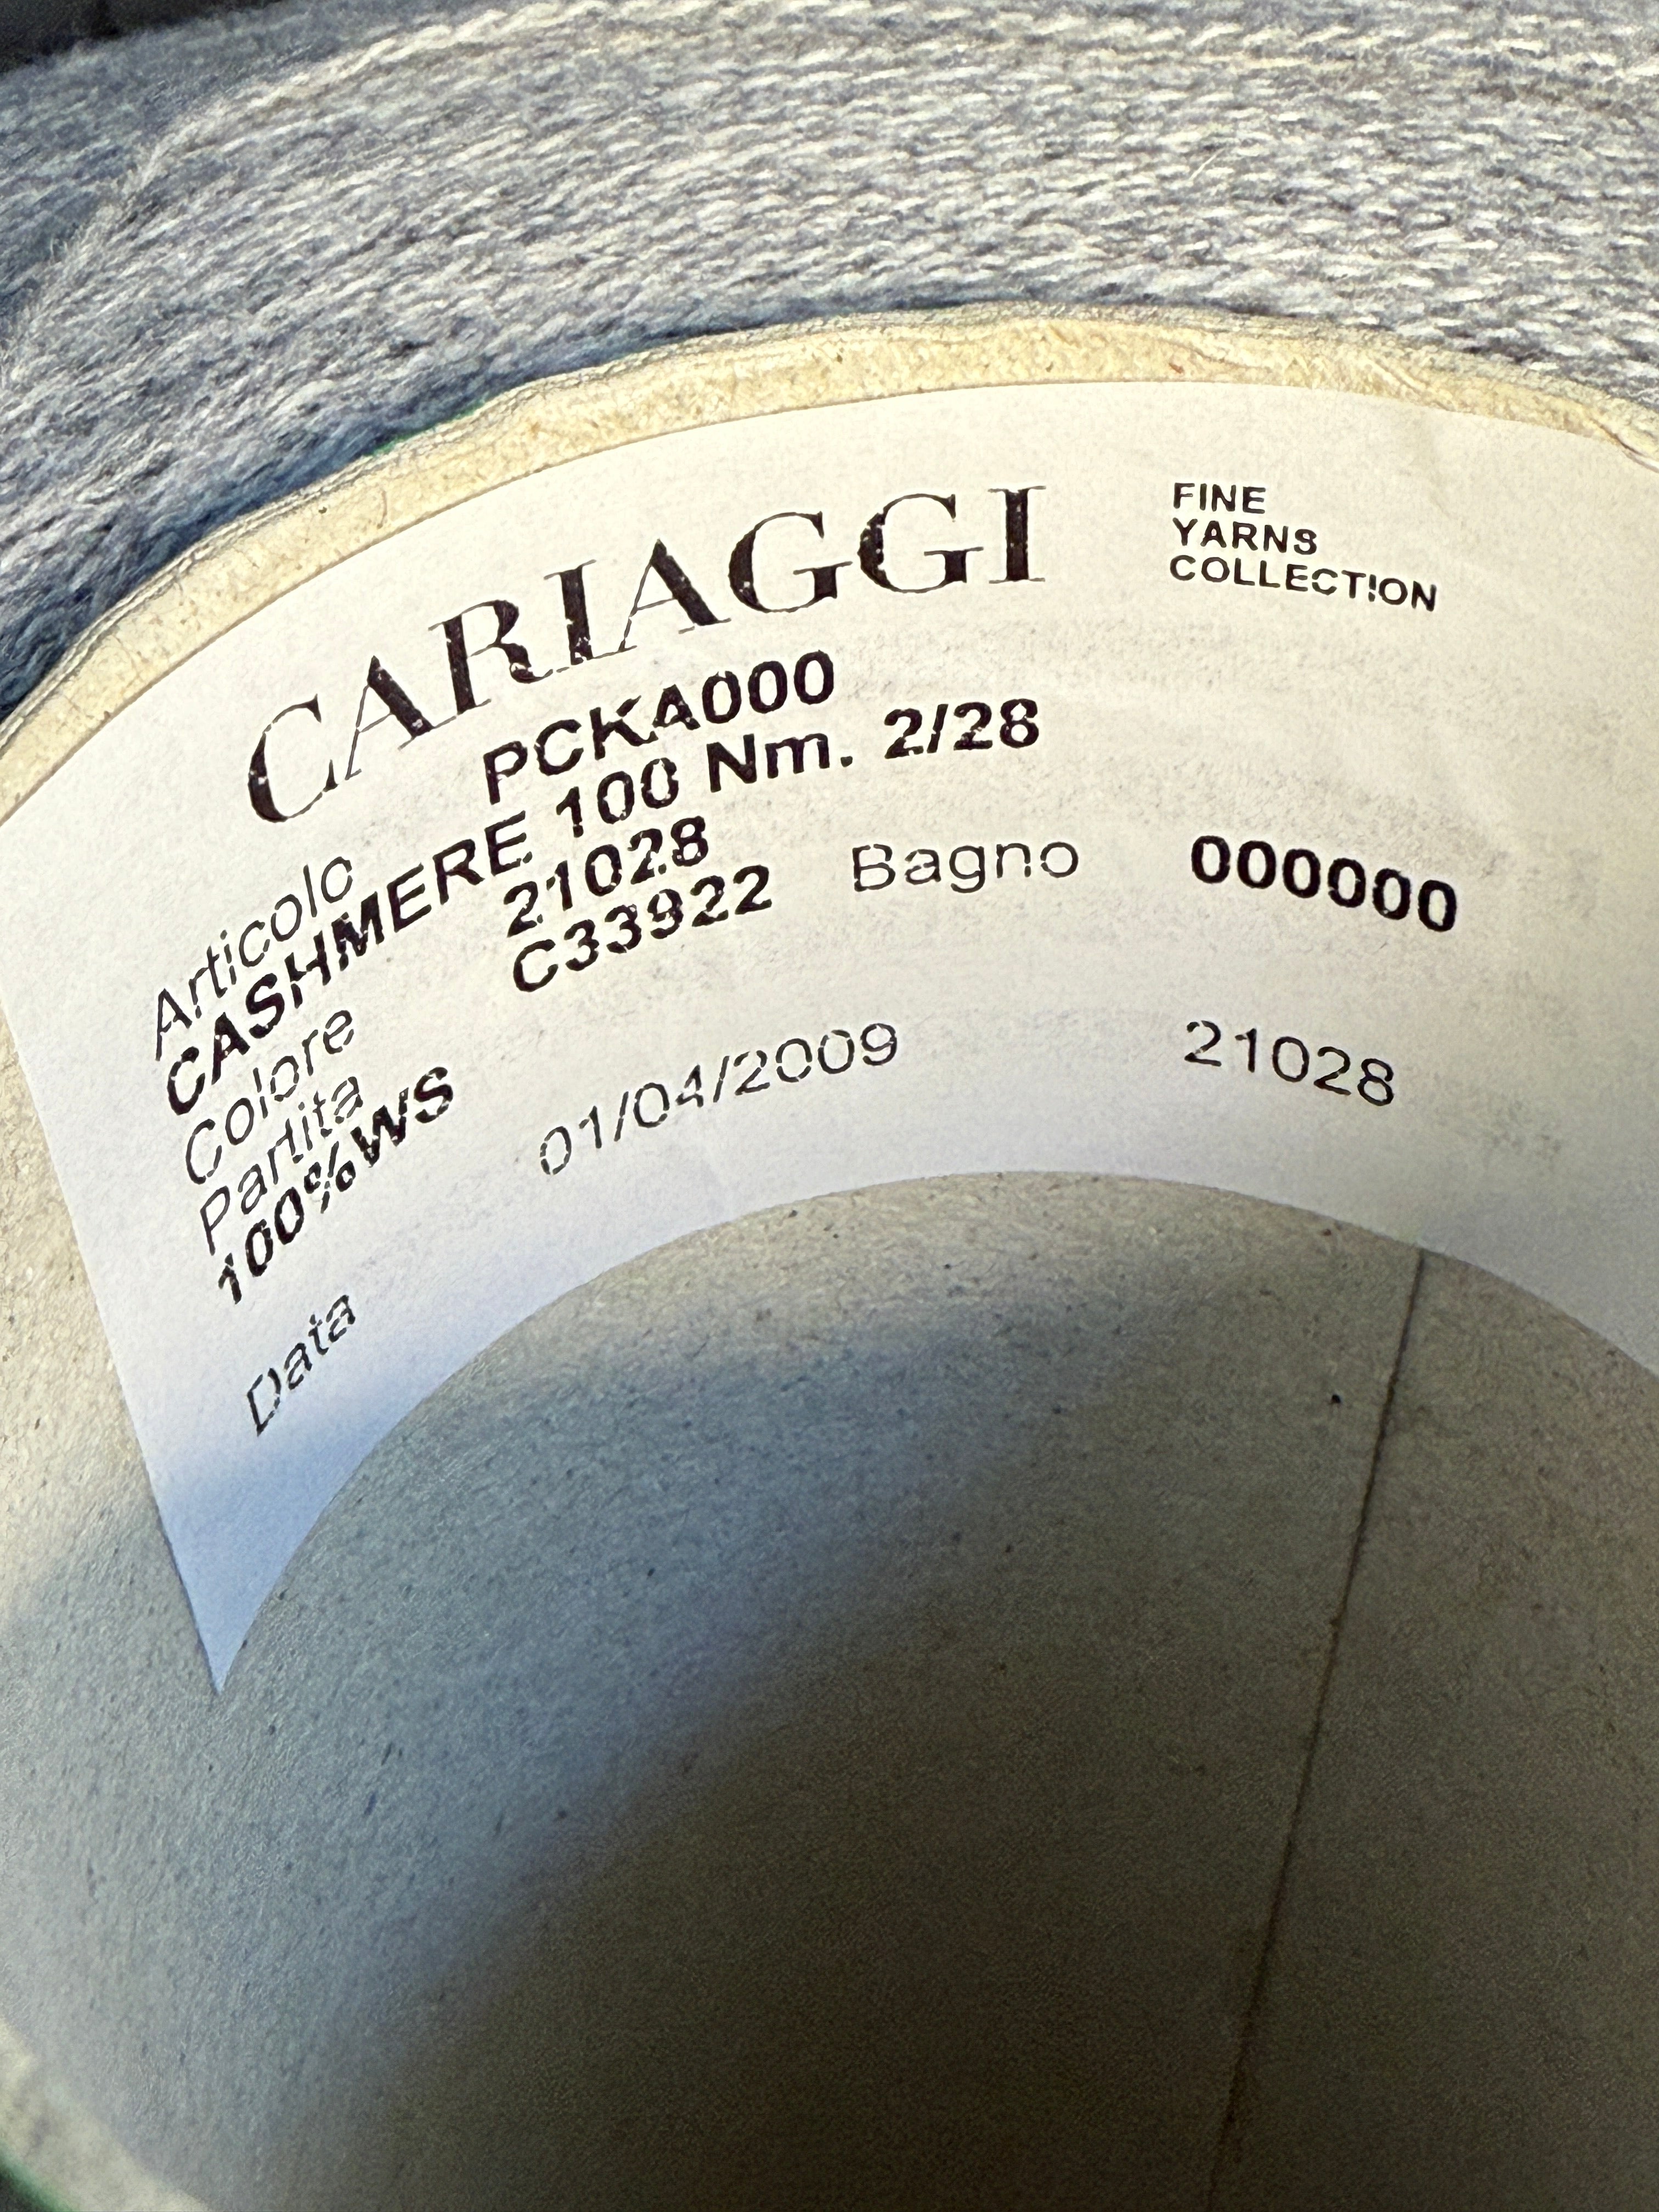 CARIAGGI
FINE
YARNS
COLLECTION
Articolo PCKA000
CASHMERE 100 Nm. 2/28
Colore 21028
Partita C33922 Bagno 000000
100%WS
Data 01/04/2009 21028